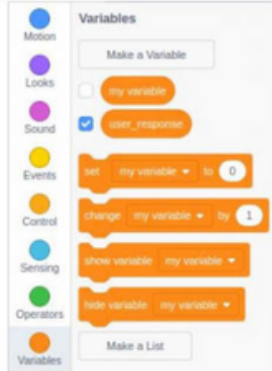 Variables
Motion
Make a Variable
Looks
my variable
user_response
Sound
Events
set my variable to 0
Control
change my variable by 1
Sensing
show variable my variable
Operators
hide variable my variable
Variables
Make a List